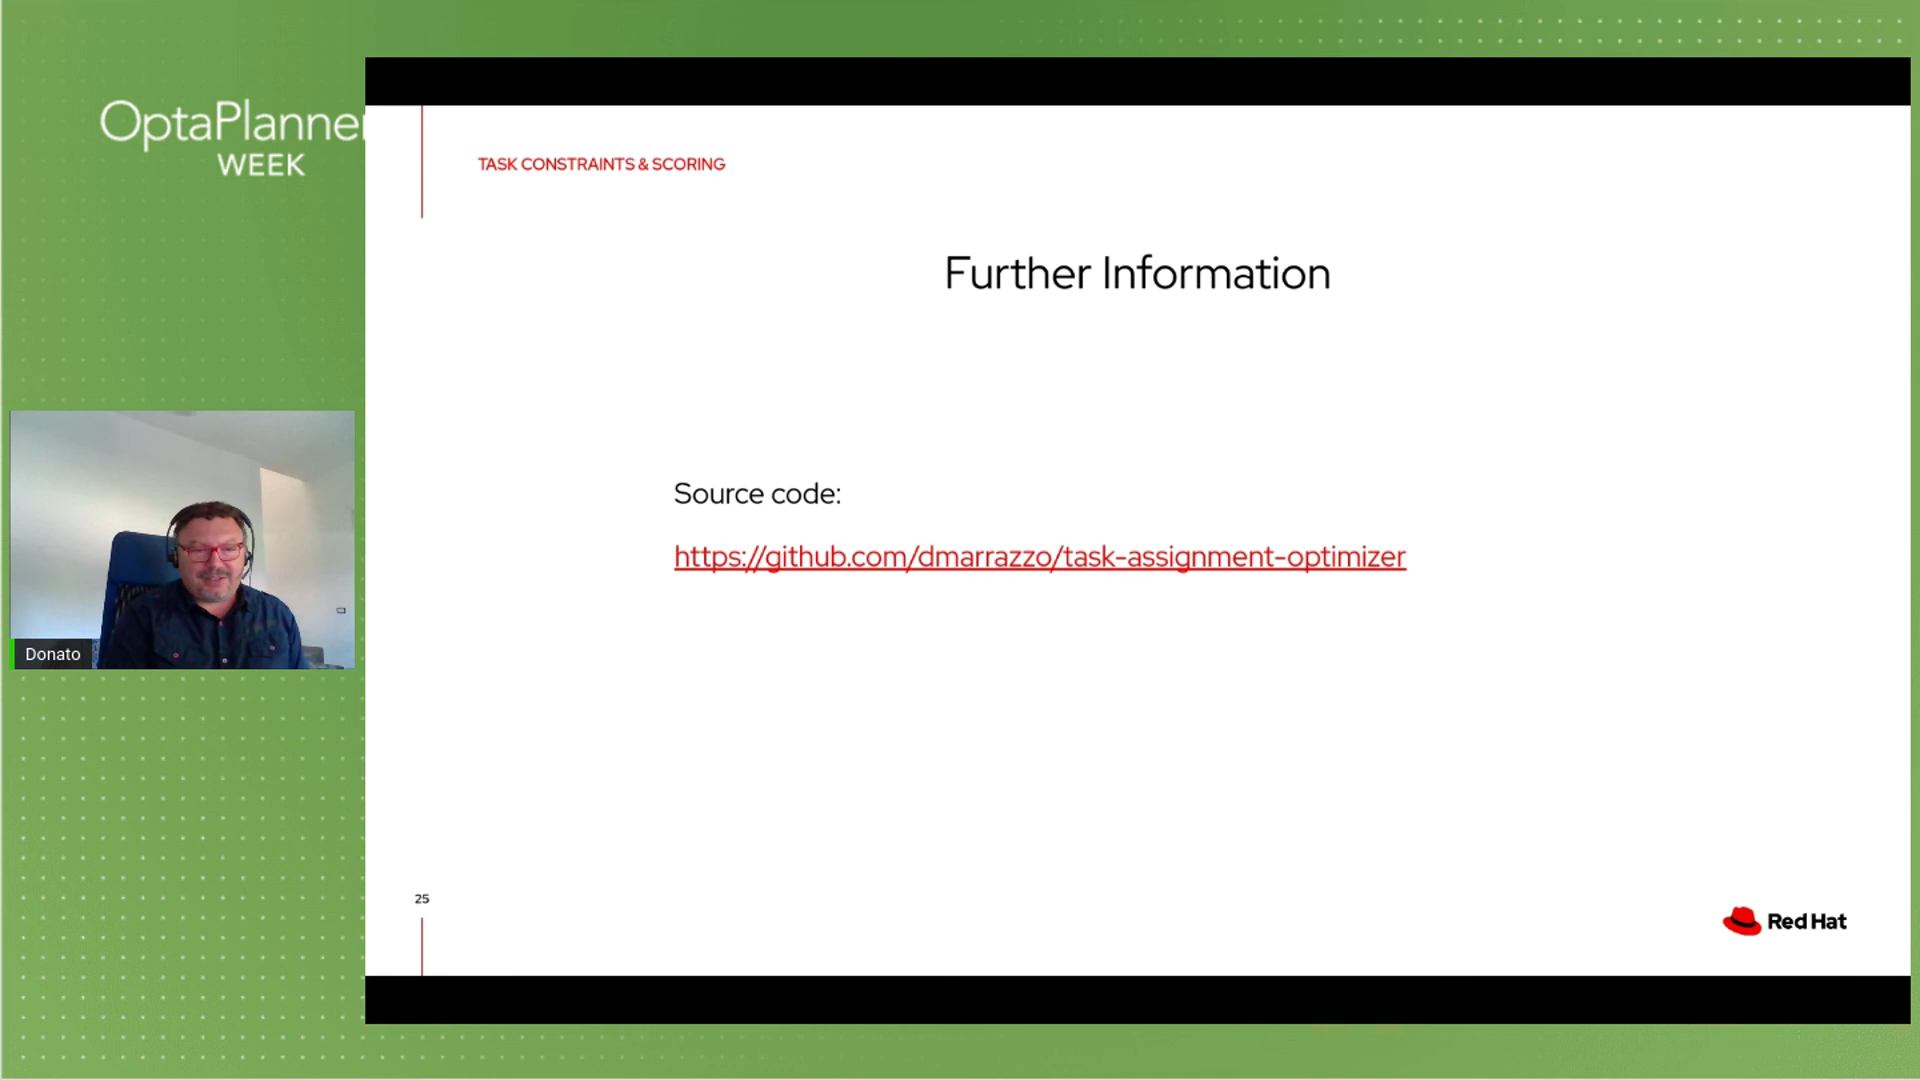 OptaPlanner
WEEK
TASK CONSTRAINTS & SCORING
Further Information
Source code:
https://github.com/dmarrazzo/task-assignment-optimizer
Donato
25
Red Hat